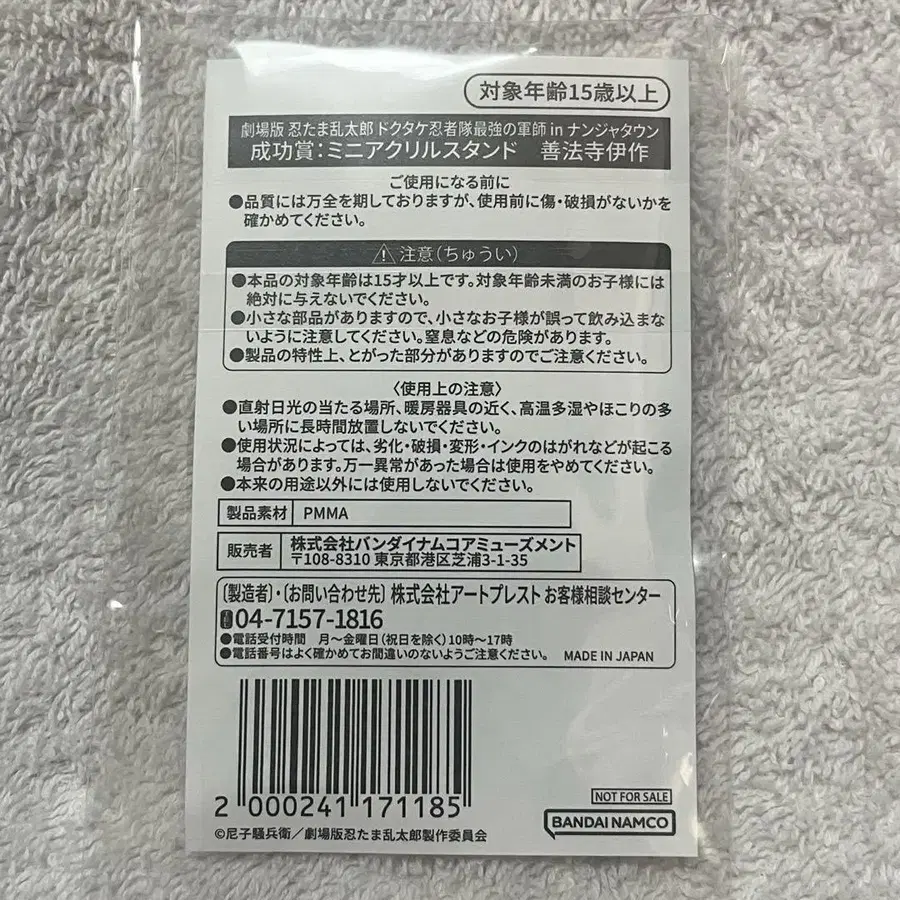 対象年齢15歳以上
劇場版 忍たま乱太郎 ドクタケ忍者隊最強の軍師 in ナンジャタウン
成功賞：ミニアクリルスタンド　善法寺伊作
ご使用になる前に
●品質には万全を期しておりますが、使用前に傷・破損がないかを
確かめてください。
⚠ 注意（ちゅうい）
●本品の対象年齢は15才以上です。対象年齢未満のお子様には
絶対に与えないでください。
●小さな部品がありますので、小さなお子様が誤って飲み込まな
いように注意してください。窒息などの危険があります。
●製品の特性上、とがった部分がありますのでご注意ください。
〈使用上の注意〉
●直射日光の当たる場所、暖房器具の近く、高温多湿やほこりの多
い場所に長時間放置しないでください。
●使用状況によっては、劣化・破損・変形・インクのはがれなどが起こる
場合があります。万一異常があった場合は使用をやめてください。
●本来の用途以外には使用しないでください。
製品素材 PMMA
販売者 株式会社バンダイナムコアミューズメント
〒108-8310 東京都港区芝浦3-1-35
〔製造者〕・〔お問い合わせ先〕株式会社アートプレスト お客様相談センター
04-7157-1816
●電話受付時間　月〜金曜日（祝日を除く）10時〜17時
●電話番号はよく確かめてお間違いのないようご注意ください。 MADE IN JAPAN
2 000241 171185
NOT FOR SALE
BANDAI NAMCO
©尼子騒兵衛／劇場版忍たま乱太郎製作委員会